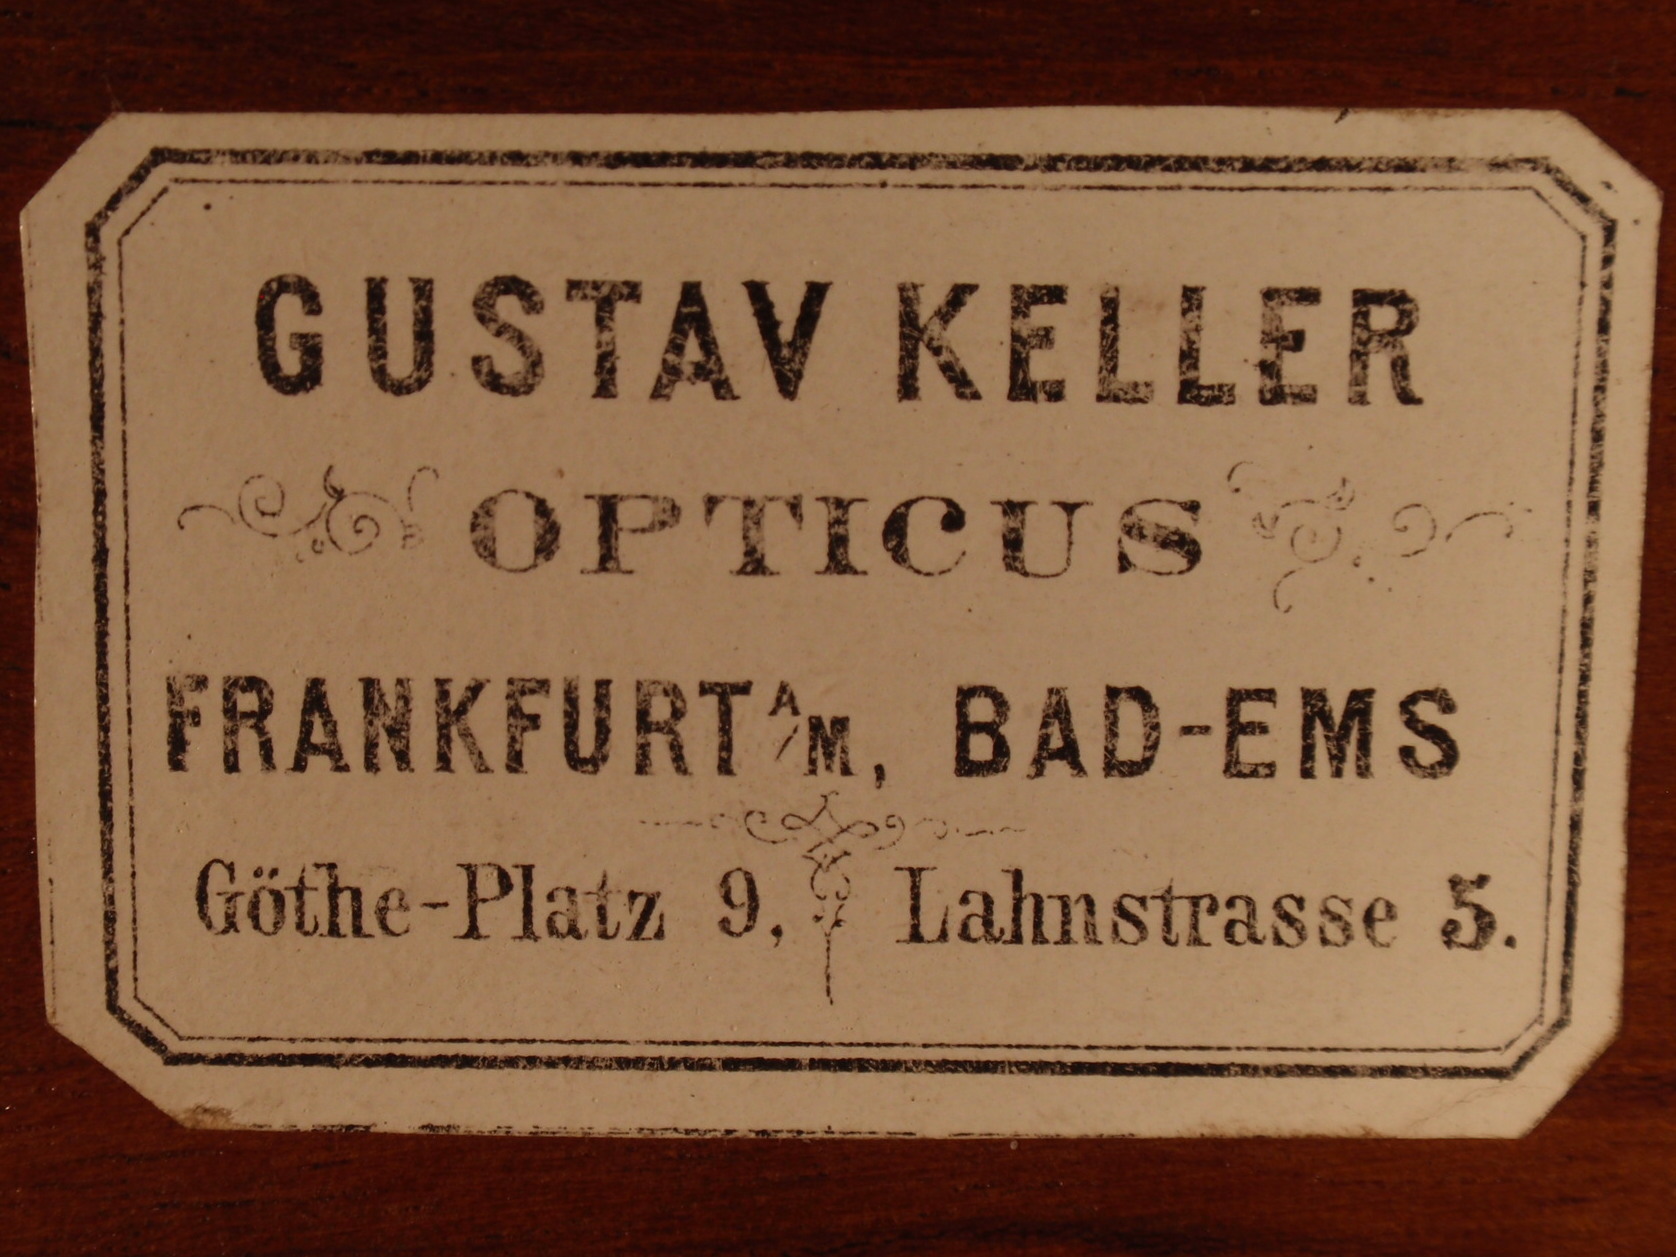 GUSTAV KELLER
OPTICUS
FRANKFURT A/M, BAD-EMS
Göthe-Platz 9, Lahnstrasse 5.